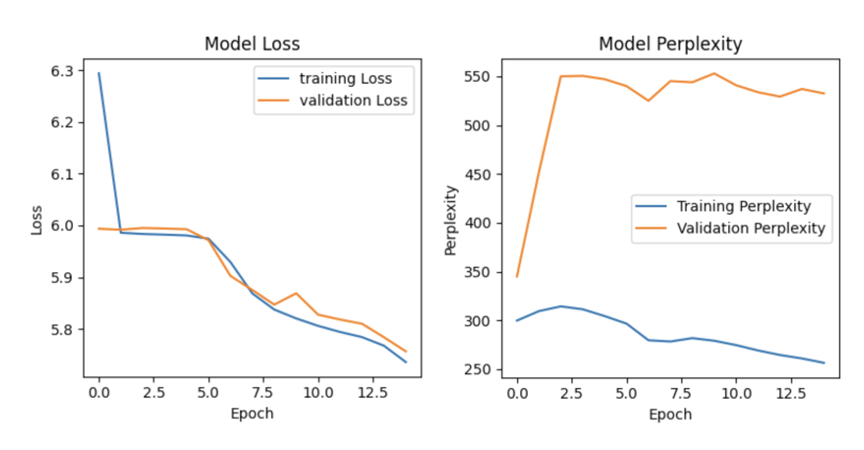 Model Loss
6.3
6.2
6.1
6.0
5.9
5.8
Loss
training Loss
validation Loss
0.0 2.5 5.0 7.5 10.0 12.5
Epoch
Model Perplexity
550
500
450
400
350
300
250
Perplexity
Training Perplexity
Validation Perplexity
0.0 2.5 5.0 7.5 10.0 12.5
Epoch